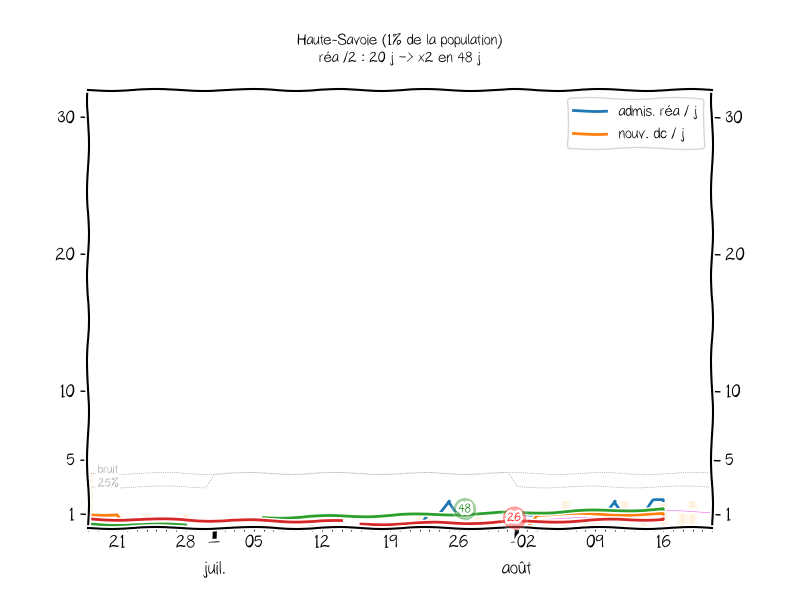 Haute-Savoie (1% de la population)
réa /2 : 20 j -> x2 en 48 j
admis. réa / j
nouv. dc / j
30
30
20
20
10
10
5
5
bruit
25%
1
1
48
26
21 28 05 12 19 26 02 09 16
juil. août